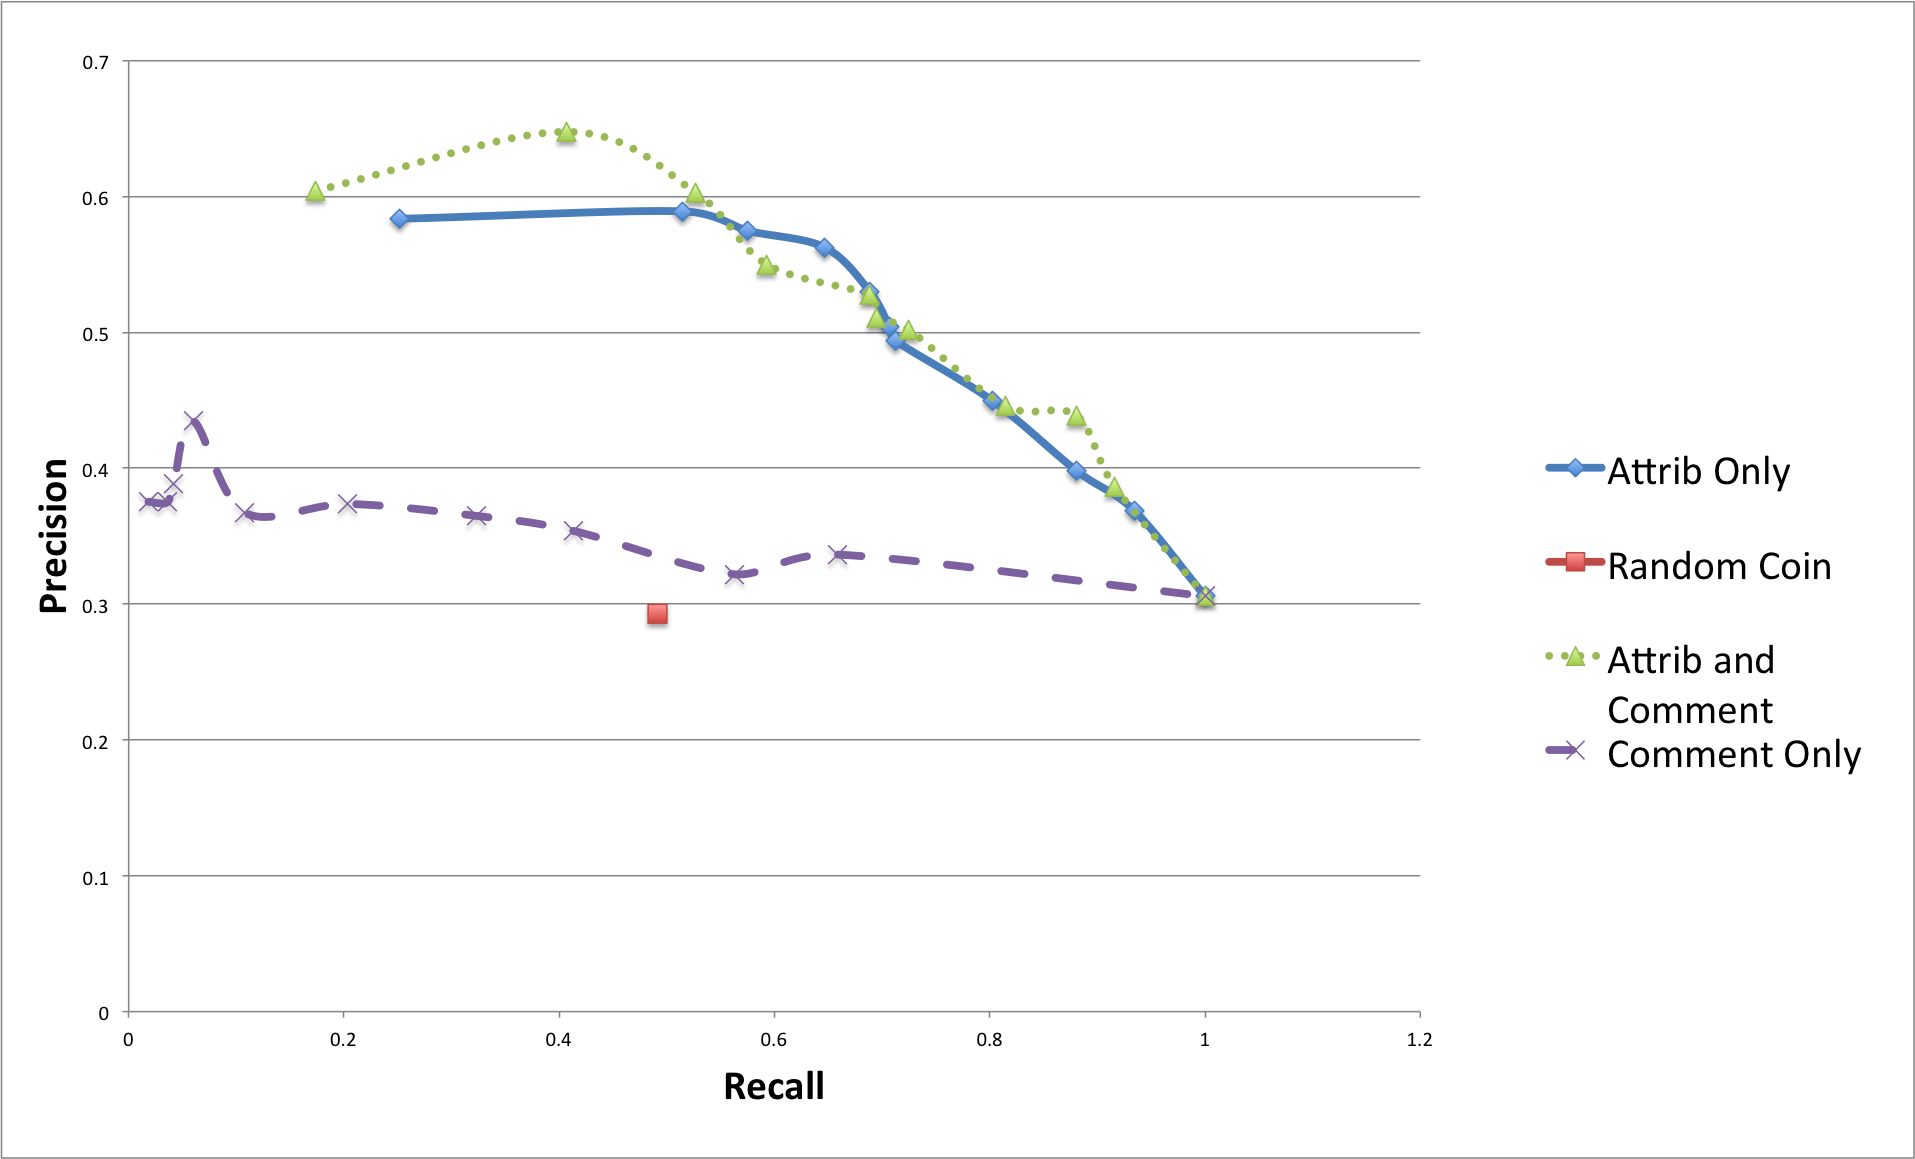 0.7
0.6
0.5
0.4
0.3
0.2
0.1
0
0 0.2 0.4 0.6 0.8 1 1.2
Precision
Recall
Attrib Only
Random Coin
Attrib and
Comment
Comment Only